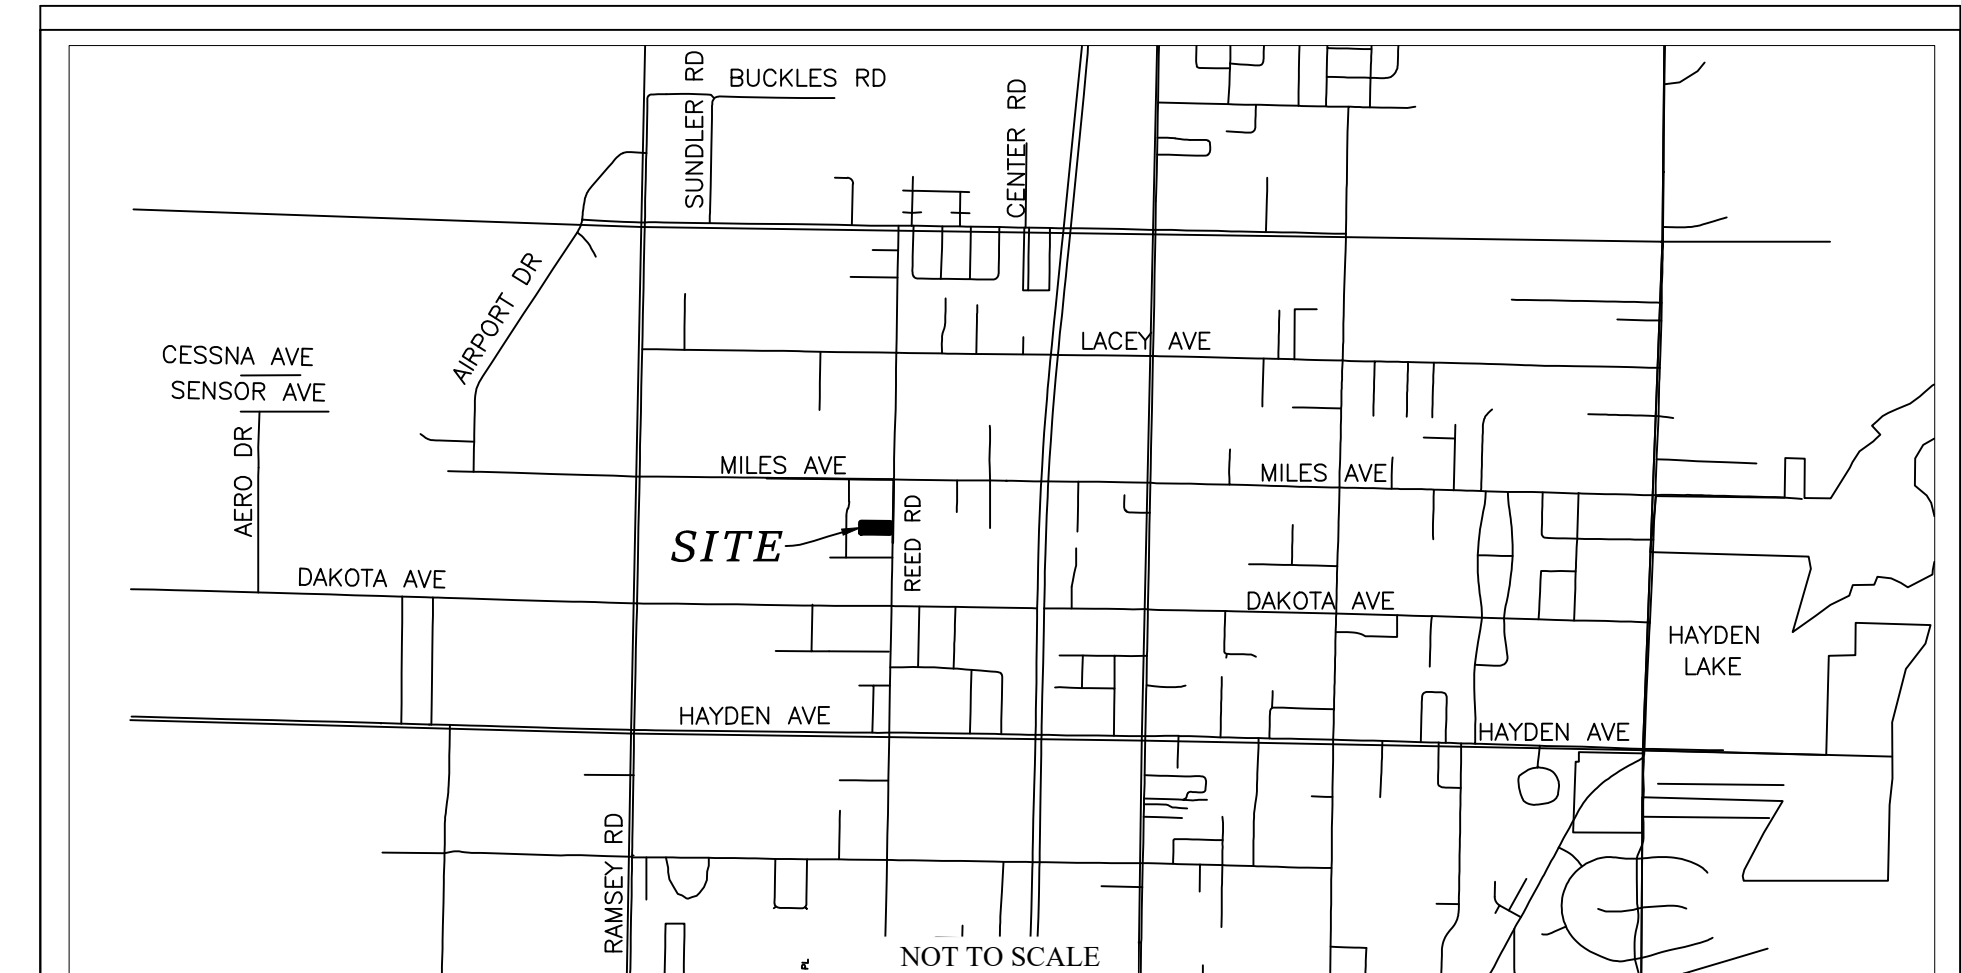 SUNDLER RD
BUCKLES RD
CENTER RD
AIRPORT DR
LACEY AVE
CESSNA AVE
SENSOR AVE
AERO DR
MILES AVE
MILES AVE
SITE
REED RD
DAKOTA AVE
DAKOTA AVE
HAYDEN
LAKE
HAYDEN AVE
HAYDEN AVE
RAMSEY RD
NOT TO SCALE
PL